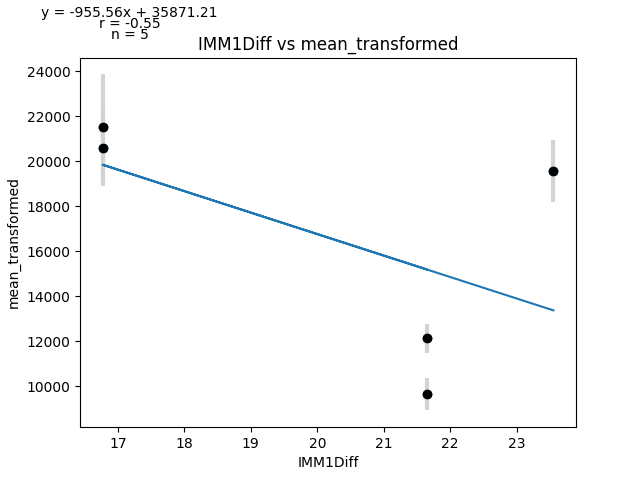 y = -955.56x + 35871.21
r = -0.55
n = 5
IMM1Diff vs mean_transformed
24000
22000
20000
18000
16000
14000
12000
10000
mean_transformed
17 18 19 20 21 22 23
IMM1Diff